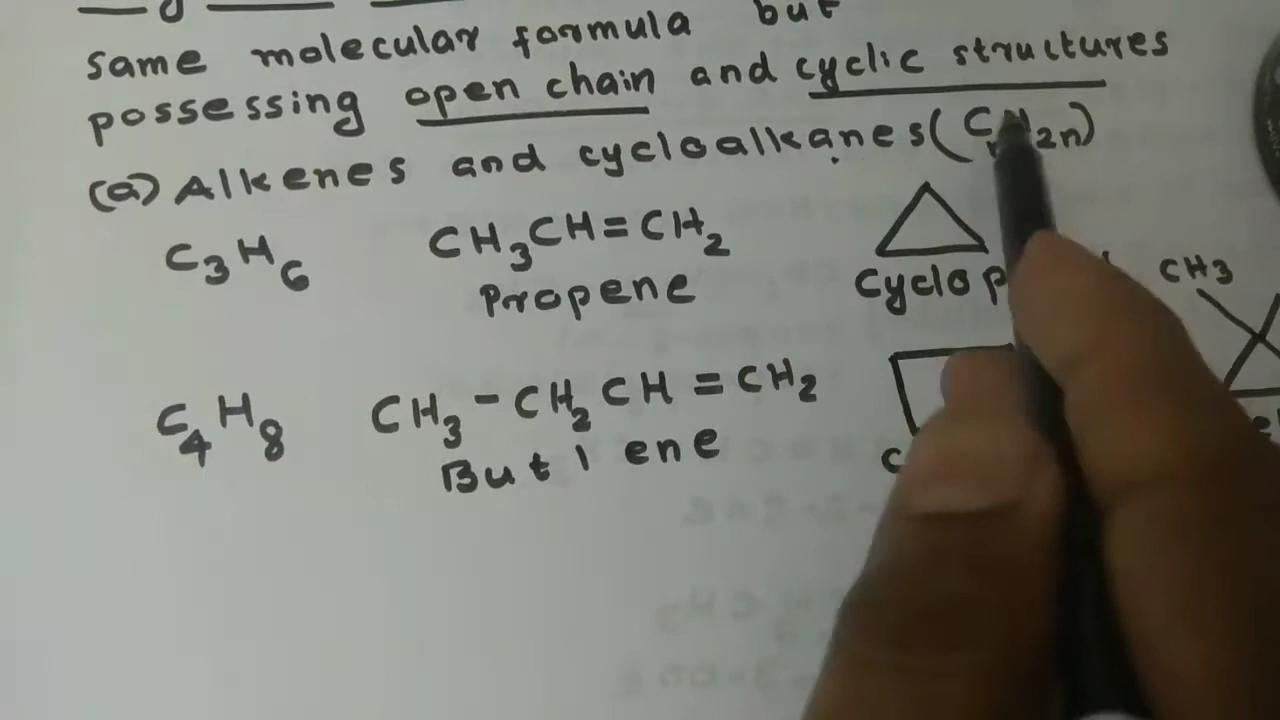 same molecular formula but
possessing open chain and cyclic structures
(a) Alkenes and cycloalkanes (CnH2n)
C3H6 CH3CH=CH2
Propene
CH3
C4H8 CH3-CH2CH=CH2
But 1 ene